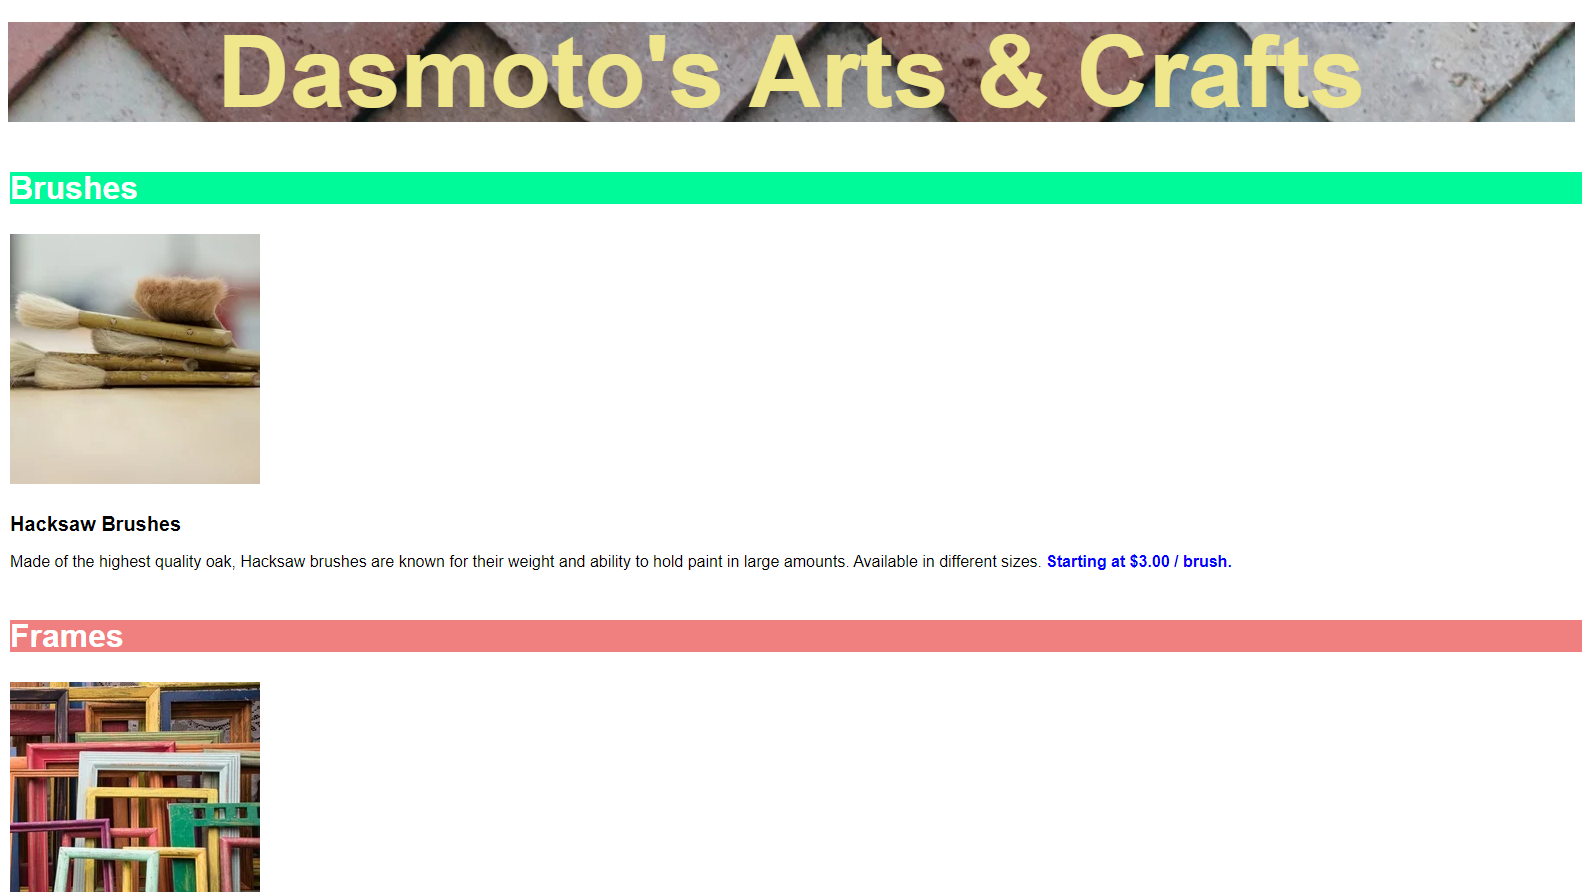 Dasmoto's Arts & Crafts
Brushes
Hacksaw Brushes
Made of the highest quality oak, Hacksaw brushes are known for their weight and ability to hold paint in large amounts. Available in different sizes. Starting at $3.00 / brush.
Frames